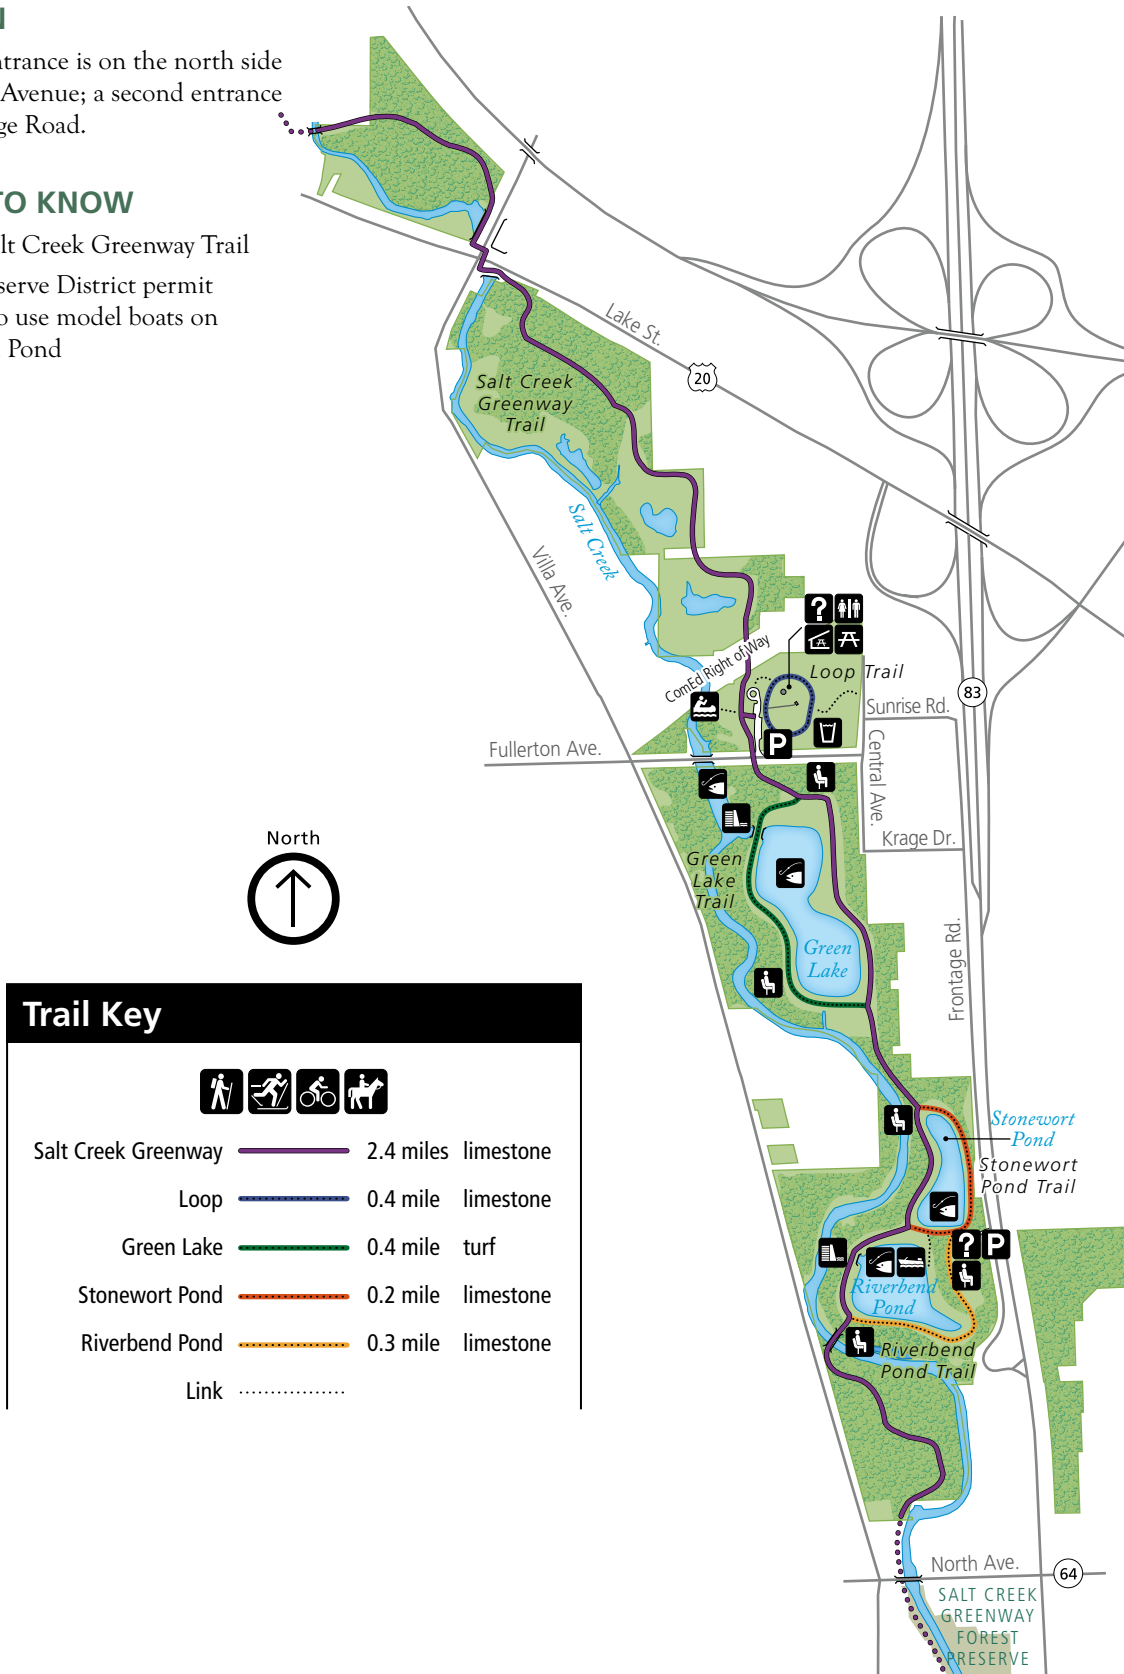 ntrance is on the north side
Avenue; a second entrance
ge Road.
TO KNOW
lt Creek Greenway Trail
serve District permit
o use model boats on
Pond
Lake St.
20
Salt Creek
Greenway
Trail
Salt Creek
Villa Ave.
ComEd Right of Way
?
Loop Trail
83
Sunrise Rd.
Fullerton Ave.
P
Central Ave.
Krage Dr.
Green
Lake
Trail
Green
Lake
Frontage Rd.
North
Trail Key
Salt Creek Greenway 2.4 miles limestone
Loop 0.4 mile limestone
Green Lake 0.4 mile turf
Stonewort Pond 0.2 mile limestone
Riverbend Pond 0.3 mile limestone
Link
Stonewort
Pond
Stonewort
Pond Trail
? P
Riverbend
Pond
Riverbend
Pond Trail
North Ave.
64
SALT CREEK
GREENWAY
FOREST
PRESERVE